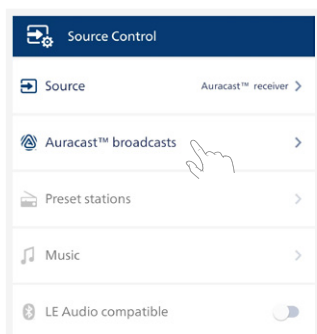 Source Control
Source Auracast™ receiver
Auracast™ broadcasts
Preset stations
Music
LE Audio compatible